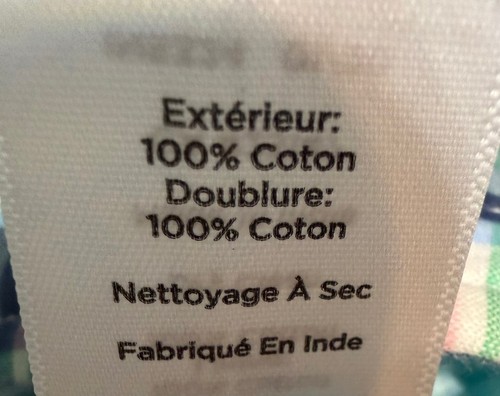 Extérieur:
100% Coton
Doublure:
100% Coton
Nettoyage À Sec
Fabriqué En Inde